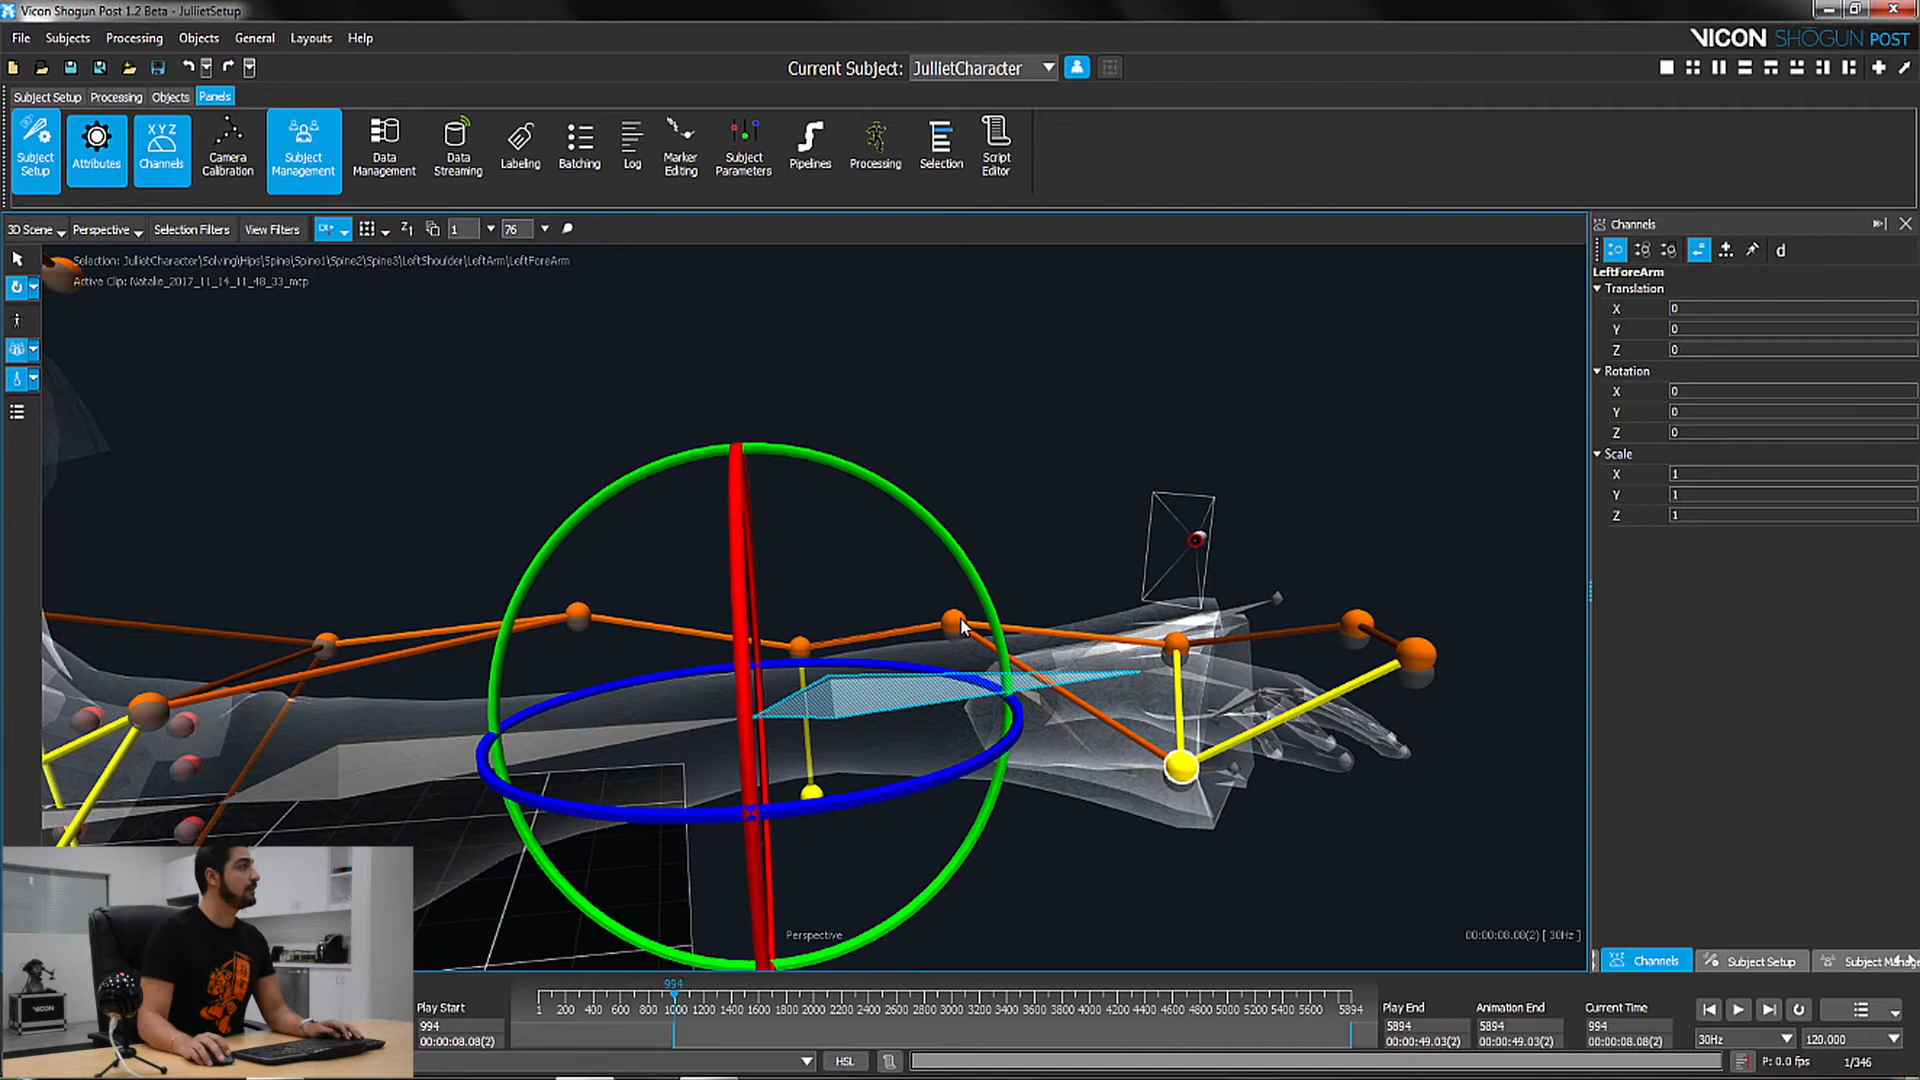 Vicon Shogun Post 1.2 Beta - JullietSetup
File Subjects Processing Objects General Layouts Help
VICON SHOGUN POST
Current Subject: JullietCharacter
Subject Setup Processing Objects Panels
Subject Setup
Attributes
XYZ Channels
Camera Calibration
Subject Management
Data Management
Data Streaming
Labeling
Batching
Log
Marker Editing
Subject Parameters
Pipelines
Processing
Selection
Script Editor
3D Scene Perspective Selection Filters View Filters 1 76
Selection: JullietCharacter\Solving\Hips\Spine\Spine1\Spine2\Spine3\LeftShoulder\LeftArm\LeftForeArm
Active Clip: Natalie_2017_11_14_11_48_33_mcp
Channels
LeftForeArm
Translation
X 0
Y 0
Z 0
Rotation
X 0
Y 0
Z 0
Scale
X 1
Y 1
Z 1
Perspective
00:00:08.08(2) [ 30Hz ]
Channels Subject Setup
VICON
994
1 200 400 600 800 1000 1200 1400 1600 1800 2000 2200 2400 2600 2800 3000 3200 3400 3600 3800 4000 4200 4400 4600 4800 5000 5200 5400 5600
Play Start
994
00:00:08.08(2)
Play End
5894
00:00:49.03(2)
Animation End
5894
00:00:49.03(2)
Current Time
994
00:00:08.08(2)
30Hz 120.000
HSL
P: 0.0 fps 1/346